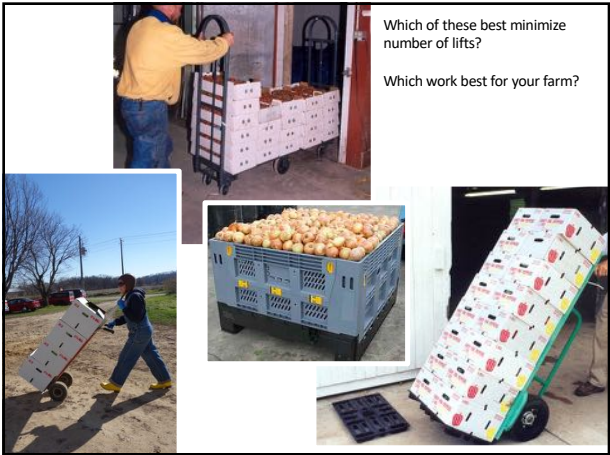 Which of these best minimize
number of lifts?
Which work best for your farm?